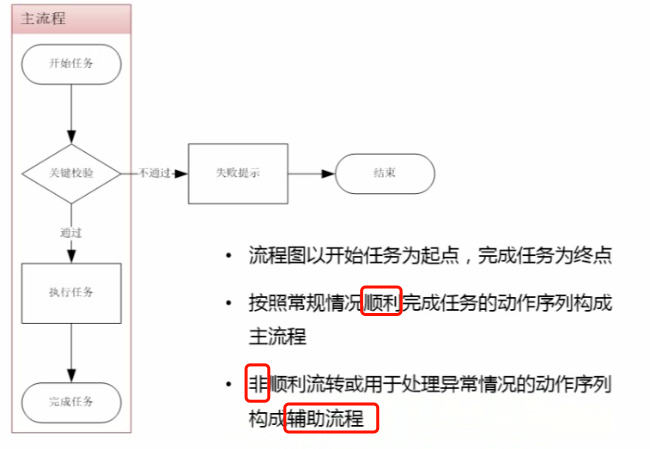 主流程
开始任务
关键校验
不通过
失败提示
结束
通过
执行任务
完成任务
• 流程图以开始任务为起点，完成任务为终点
• 按照常规情况顺利完成任务的动作序列构成
主流程
• 非顺利流转或用于处理异常情况的动作序列
构成辅助流程